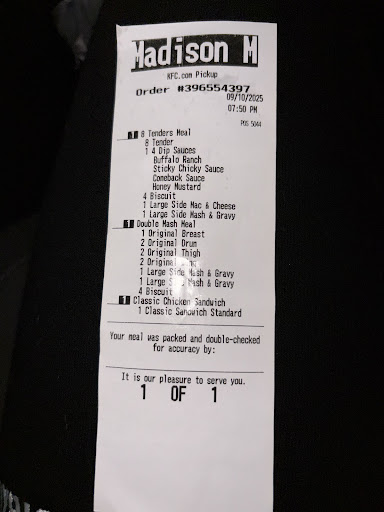 Madison M
KFC.com Pickup
Order #396554397
09/10/2025
07:50 PM
POS 5044
1 8 Tenders Meal
8 Tender
1 4 Dip Sauces
Buffalo Ranch
Sticky Chicky Sauce
Comeback Sauce
Honey Mustard
4 Biscuit
1 Large Side Mac & Cheese
1 Large Side Mash & Gravy
1 Double Mash Meal
1 Original Breast
2 Original Drum
2 Original Thigh
2 Original
1 Large Side Mash & Gravy
1 Large Side Mash & Gravy
4 Biscuit
1 Classic Chicken Sandwich
1 Classic Sandwich Standard
Your meal was packed and double-checked
for accuracy by:
It is our pleasure to serve you.
1 OF 1